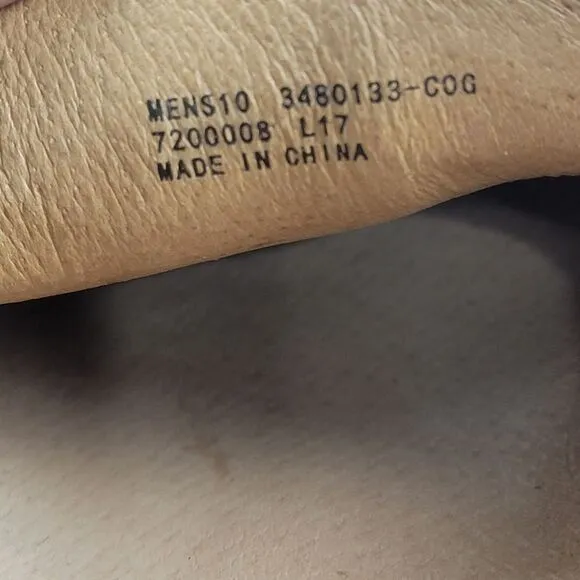 MENS10 3480133-COG
7200008 L17
MADE IN CHINA